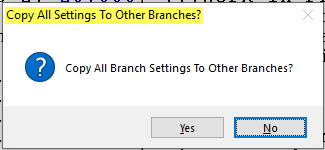 Copy All Settings To Other Branches?
Copy All Branch Settings To Other Branches?
Yes
No